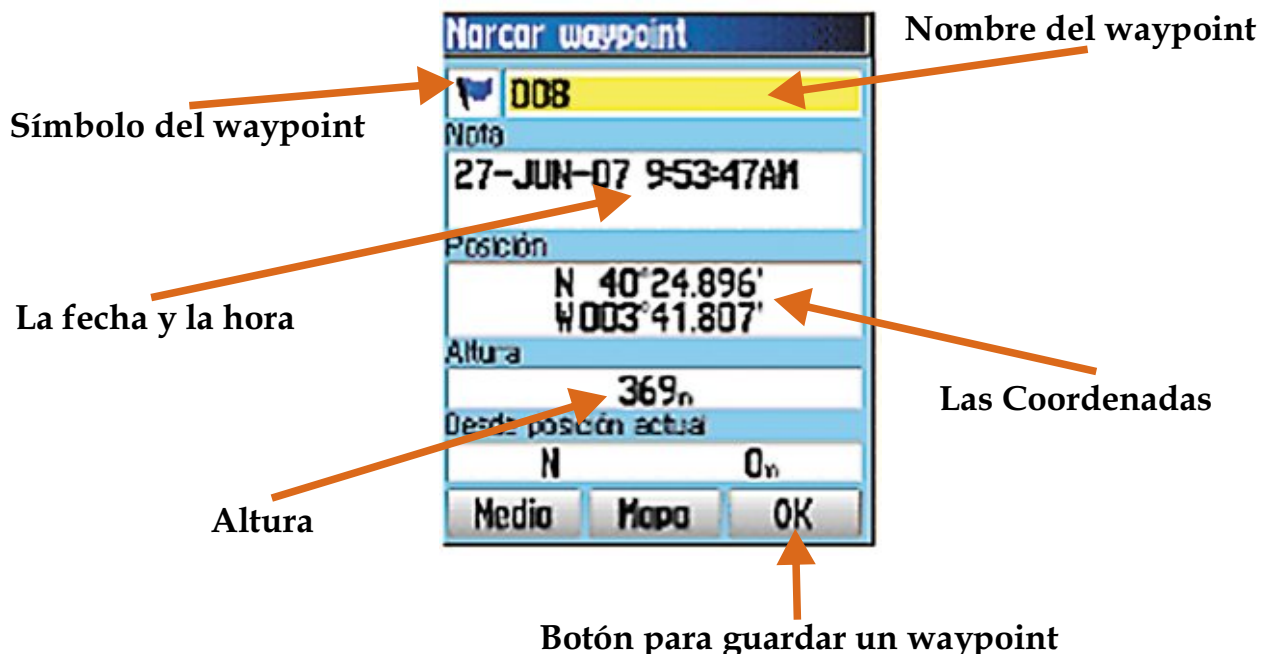 Marcar waypoint
Nombre del waypoint
008
Símbolo del waypoint
Nota
27-JUN-07 9:53:47AM
Posición
N 40°24.896'
W003°41.807'
La fecha y la hora
Altura
369m
Las Coordenadas
Desde posición actual
N 0m
Altura
Medio Mapa OK
Botón para guardar un waypoint